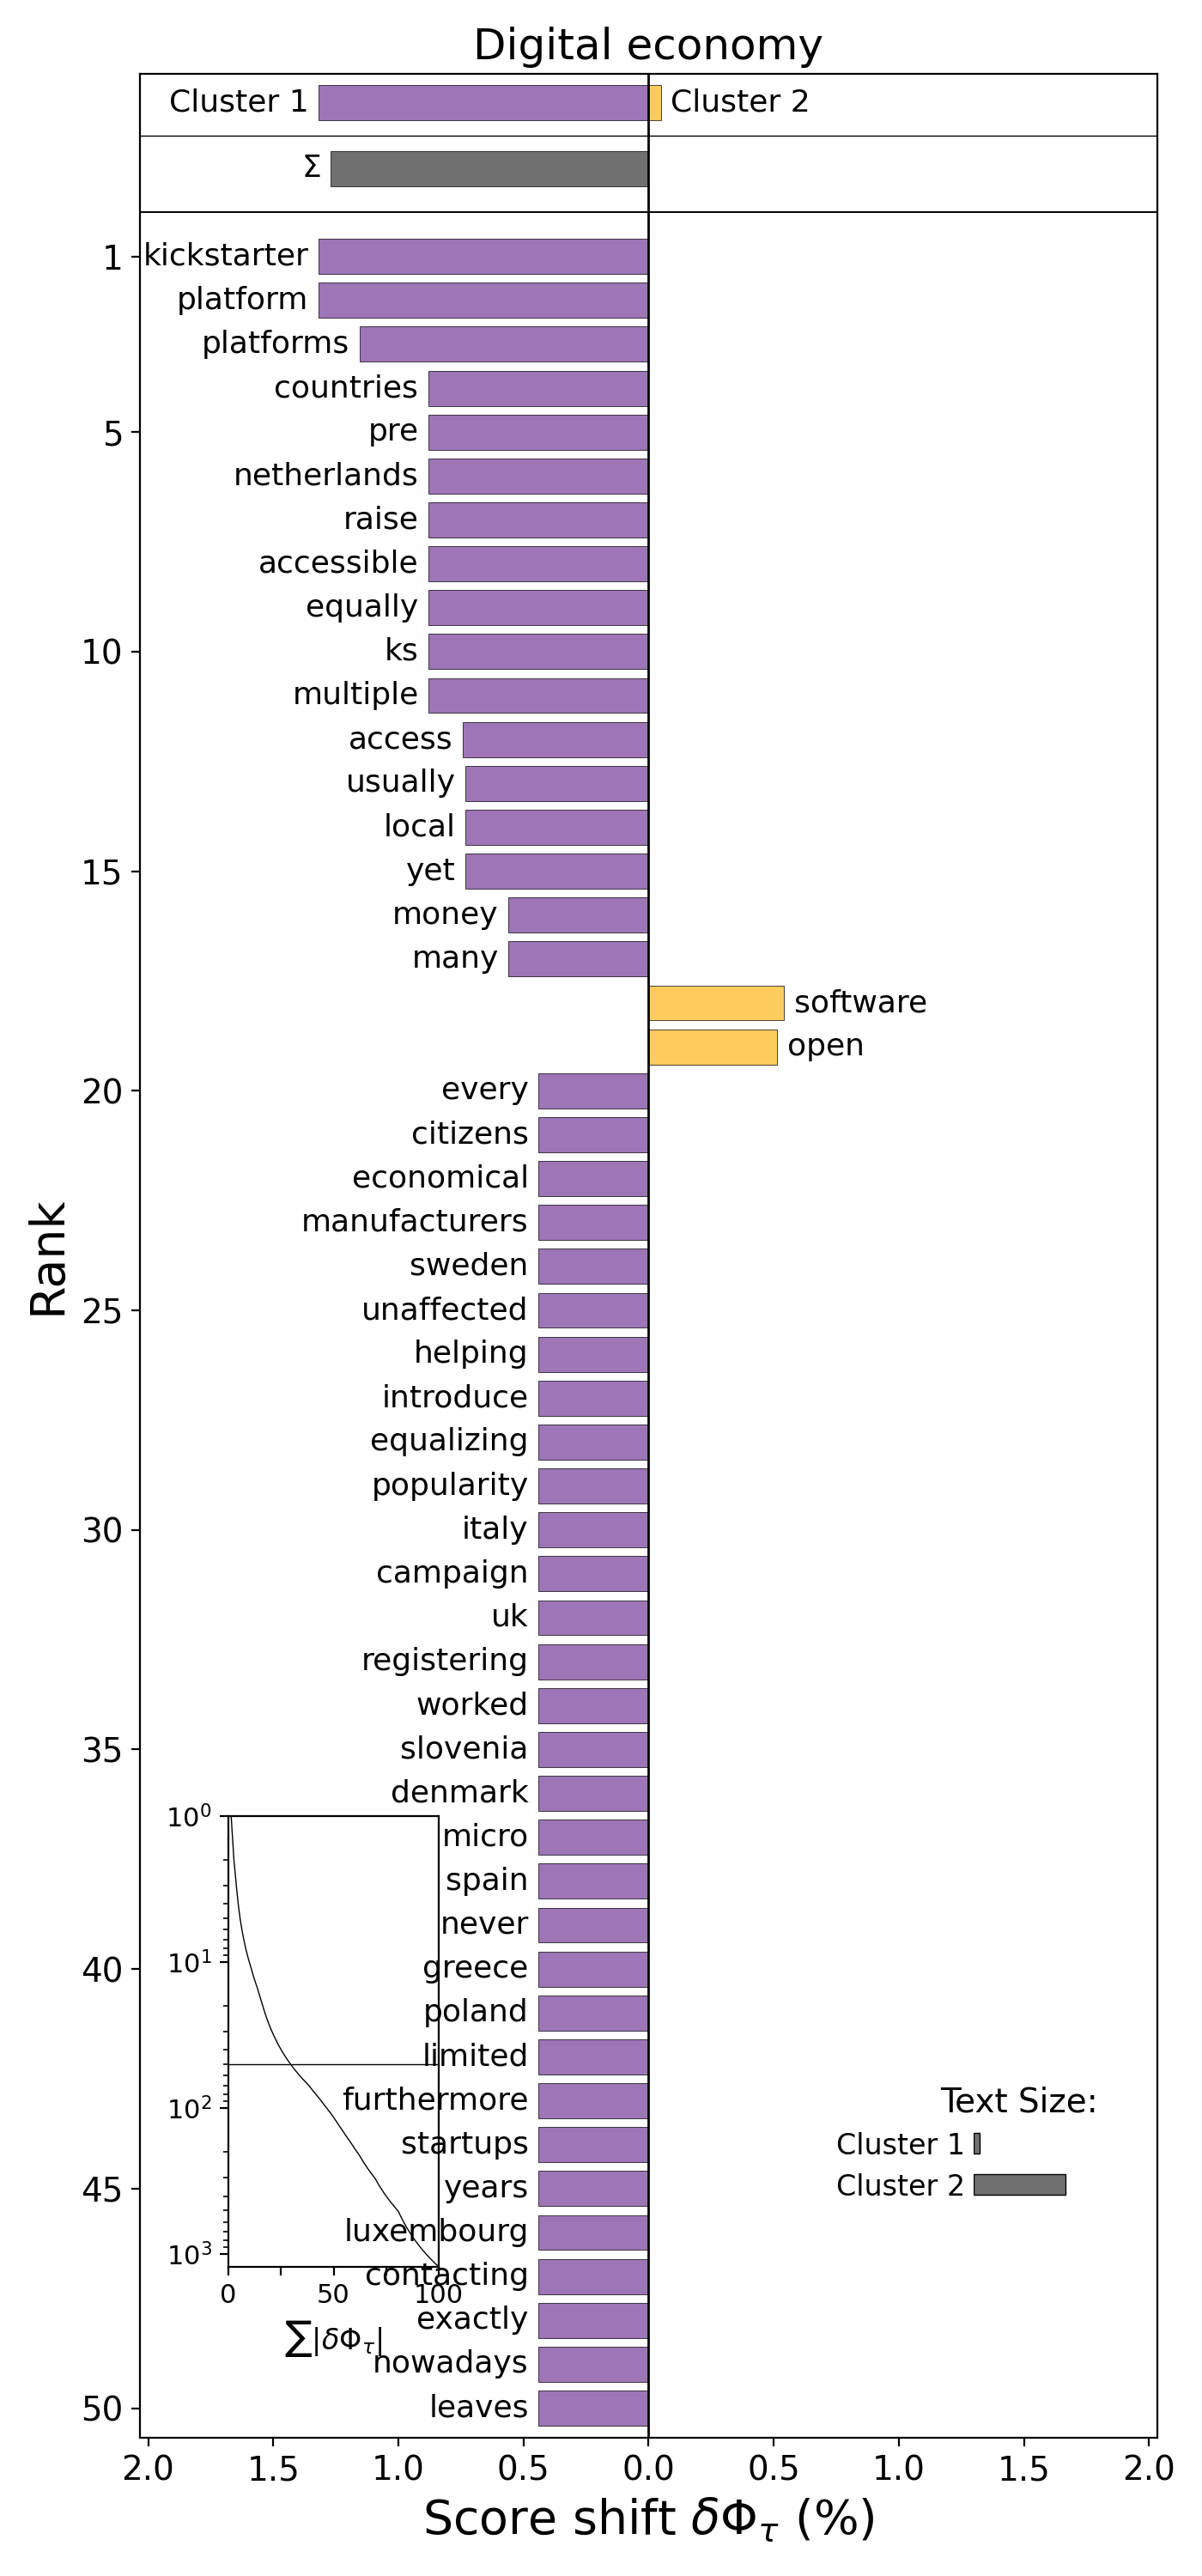 Digital economy
Cluster 1 Cluster 2
Σ
1 kickstarter
platform
platforms
countries
5 pre
netherlands
raise
accessible
equally
10 ks
multiple
access
usually
local
15 yet
money
many
software
open
20 every
citizens
economical
manufacturers
sweden
25 unaffected
helping
introduce
equalizing
popularity
30 italy
campaign
uk
registering
worked
35 slovenia
denmark
micro
spain
never
40 greece
poland
limited
furthermore
startups
45 years
luxembourg
contacting
exactly
nowadays
50 leaves
Rank
10⁰
10¹
10²
10³
0 50 100
∑|δΦτ|
Text Size:
Cluster 1
Cluster 2
2.0 1.5 1.0 0.5 0.0 0.5 1.0 1.5 2.0
Score shift δΦτ (%)